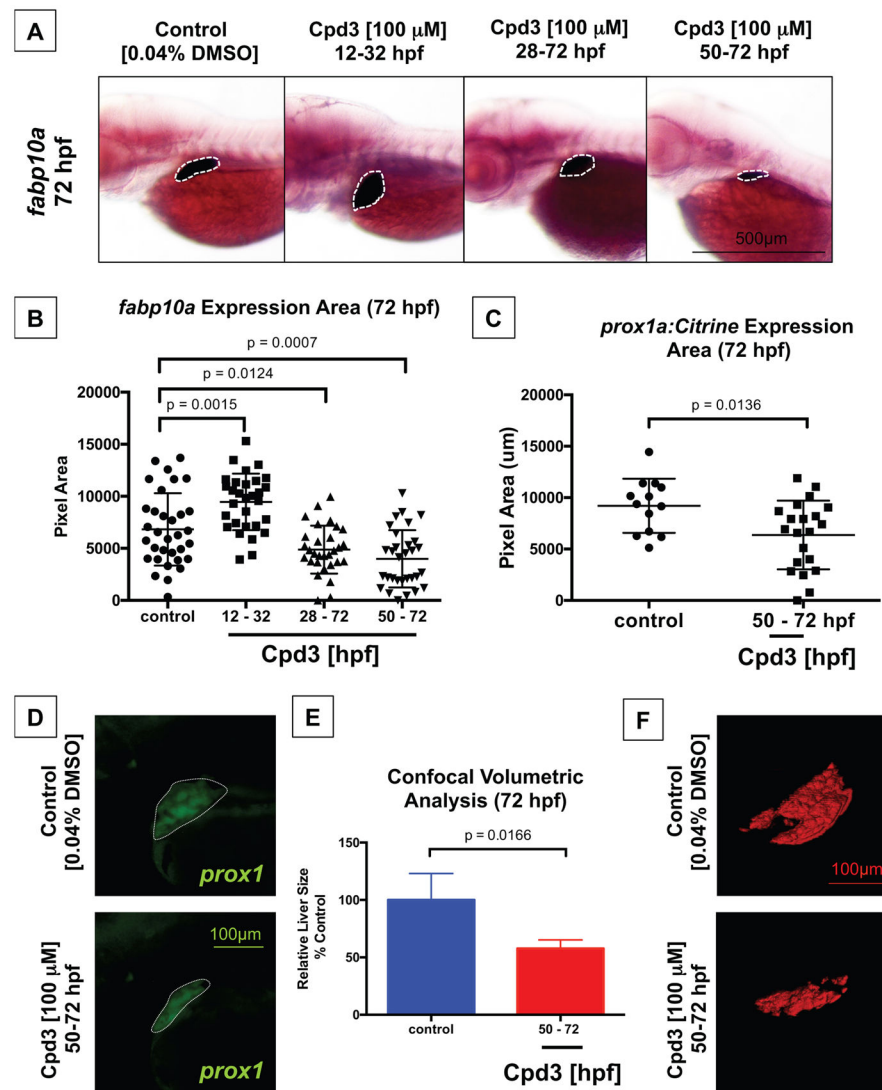 A
Control
[0.04% DMSO]
Cpd3 [100 μM]
12-32 hpf
Cpd3 [100 μM]
28-72 hpf
Cpd3 [100 μM]
50-72 hpf
fabp10a
72 hpf
500μm
B
fabp10a Expression Area (72 hpf)
p = 0.0007
p = 0.0124
p = 0.0015
20000
15000
10000
5000
0
Pixel Area
control
12 - 32
28 - 72
50 - 72
Cpd3 [hpf]
C
prox1a:Citrine Expression
Area (72 hpf)
p = 0.0136
20000
15000
10000
5000
0
Pixel Area (um)
control
50 - 72 hpf
Cpd3 [hpf]
D
Control
[0.04% DMSO]
prox1
Cpd3 [100 μM]
50-72 hpf
100μm
prox1
E
Confocal Volumetric
Analysis (72 hpf)
p = 0.0166
150
100
50
0
Relative Liver Size
% Control
control
50 - 72
Cpd3 [hpf]
F
Control
[0.04% DMSO]
100μm
Cpd3 [100 μM]
50-72 hpf